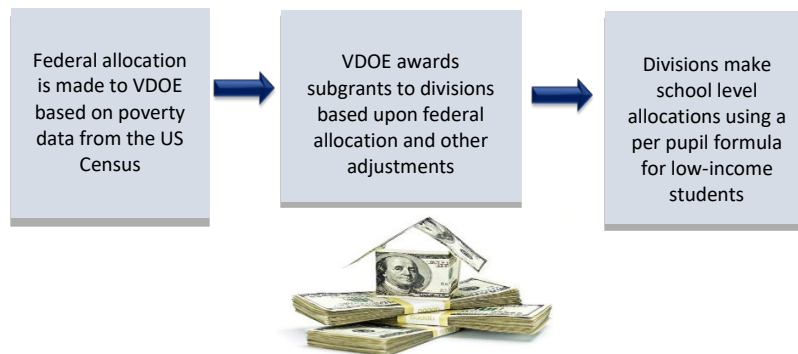 Federal allocation
is made to VDOE
based on poverty
data from the US
Census
VDOE awards
subgrants to divisions
based upon federal
allocation and other
adjustments
Divisions make
school level
allocations using a
per pupil formula
for low-income
students